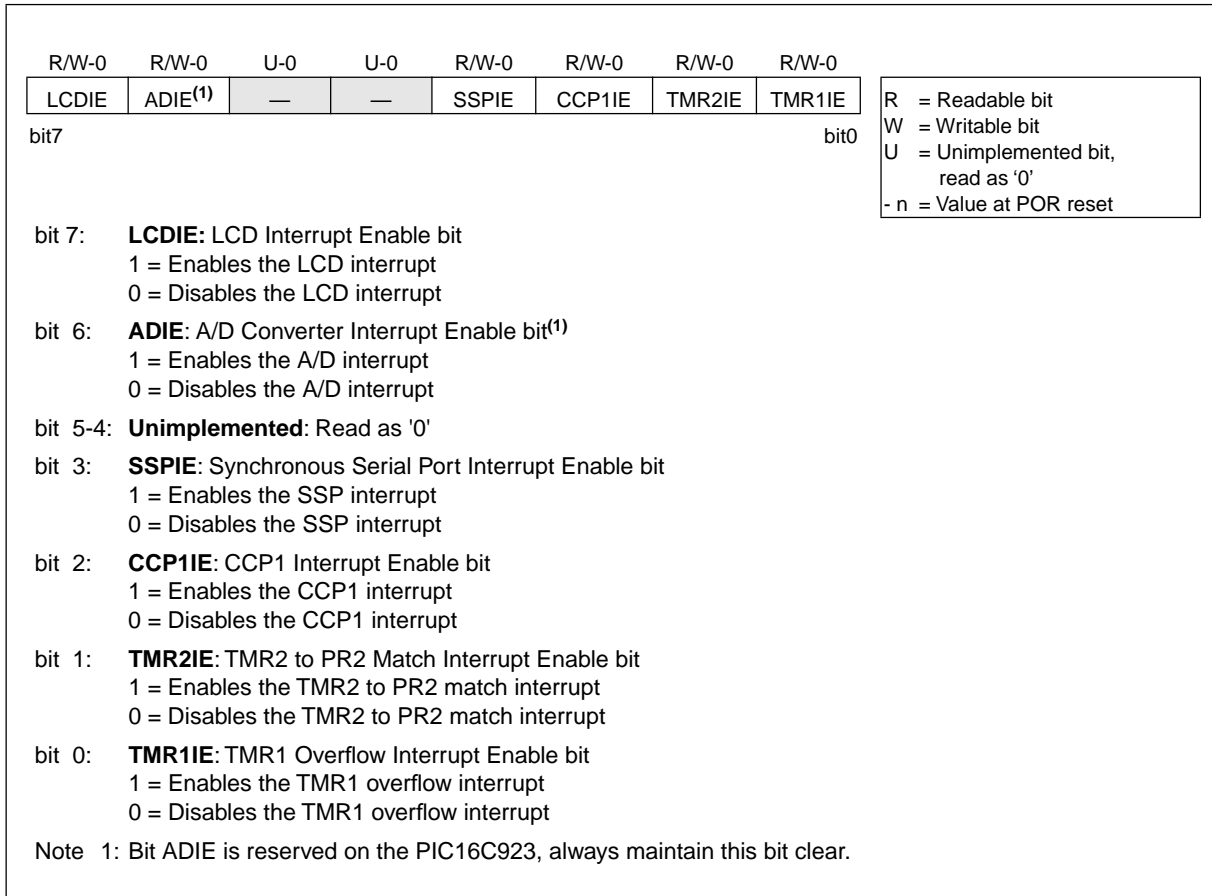 R/W-0 R/W-0 U-0 U-0 R/W-0 R/W-0 R/W-0 R/W-0
LCDIE ADIE(1) — — SSPIE CCP1IE TMR2IE TMR1IE
bit7 bit0
R = Readable bit
W = Writable bit
U = Unimplemented bit,
read as ‘0’
- n = Value at POR reset
bit 7: LCDIE: LCD Interrupt Enable bit
1 = Enables the LCD interrupt
0 = Disables the LCD interrupt
bit 6: ADIE: A/D Converter Interrupt Enable bit(1)
1 = Enables the A/D interrupt
0 = Disables the A/D interrupt
bit 5-4: Unimplemented: Read as '0'
bit 3: SSPIE: Synchronous Serial Port Interrupt Enable bit
1 = Enables the SSP interrupt
0 = Disables the SSP interrupt
bit 2: CCP1IE: CCP1 Interrupt Enable bit
1 = Enables the CCP1 interrupt
0 = Disables the CCP1 interrupt
bit 1: TMR2IE: TMR2 to PR2 Match Interrupt Enable bit
1 = Enables the TMR2 to PR2 match interrupt
0 = Disables the TMR2 to PR2 match interrupt
bit 0: TMR1IE: TMR1 Overflow Interrupt Enable bit
1 = Enables the TMR1 overflow interrupt
0 = Disables the TMR1 overflow interrupt
Note 1: Bit ADIE is reserved on the PIC16C923, always maintain this bit clear.